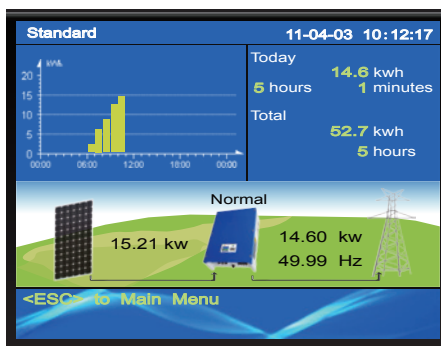 Standard 11-04-03 10:12:17
kWh
20
15
10
5
0
00:00 06:00 12:00 18:00 00:00
Today
14.6 kwh
5 hours 1 minutes
Total
52.7 kwh
5 hours
Normal
15.21 kw
14.60 kw
49.99 Hz
<ESC> to Main Menu